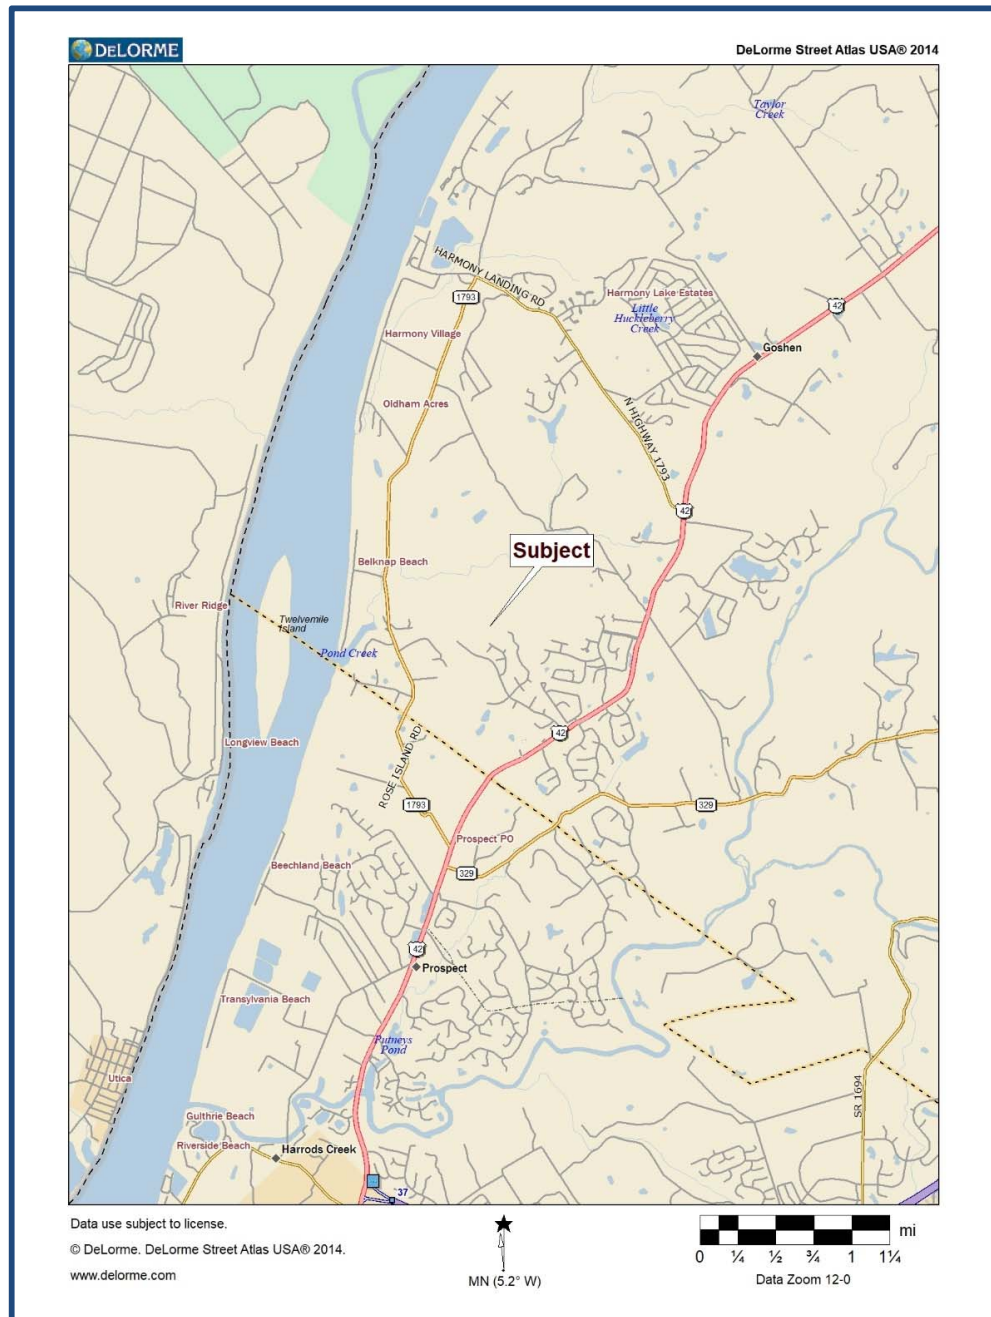 DELORME
DeLorme Street Atlas USA® 2014
Taylor
Creek
HARMONY LANDING RD
1793
Harmony Lake Estates
Little
Huckleberry
Creek
42
Harmony Village
Goshen
Oldham Acres
N HIGHWAY 1793
42
Subject
Belknap Beach
River Ridge
Twelvemile
Island
Pond Creek
42
Longview Beach
ROSE ISLAND RD
1793
329
Prospect PO
Beechland Beach
329
42
Prospect
Transylvania Beach
Putneys
Pond
Utica
SR 1694
Guthrie Beach
Riverside Beach
Harrods Creek
37
Data use subject to license.
© DeLorme. DeLorme Street Atlas USA® 2014.
www.delorme.com
MN (5.2° W)
mi
0 ¼ ½ ¾ 1 1¼
Data Zoom 12-0